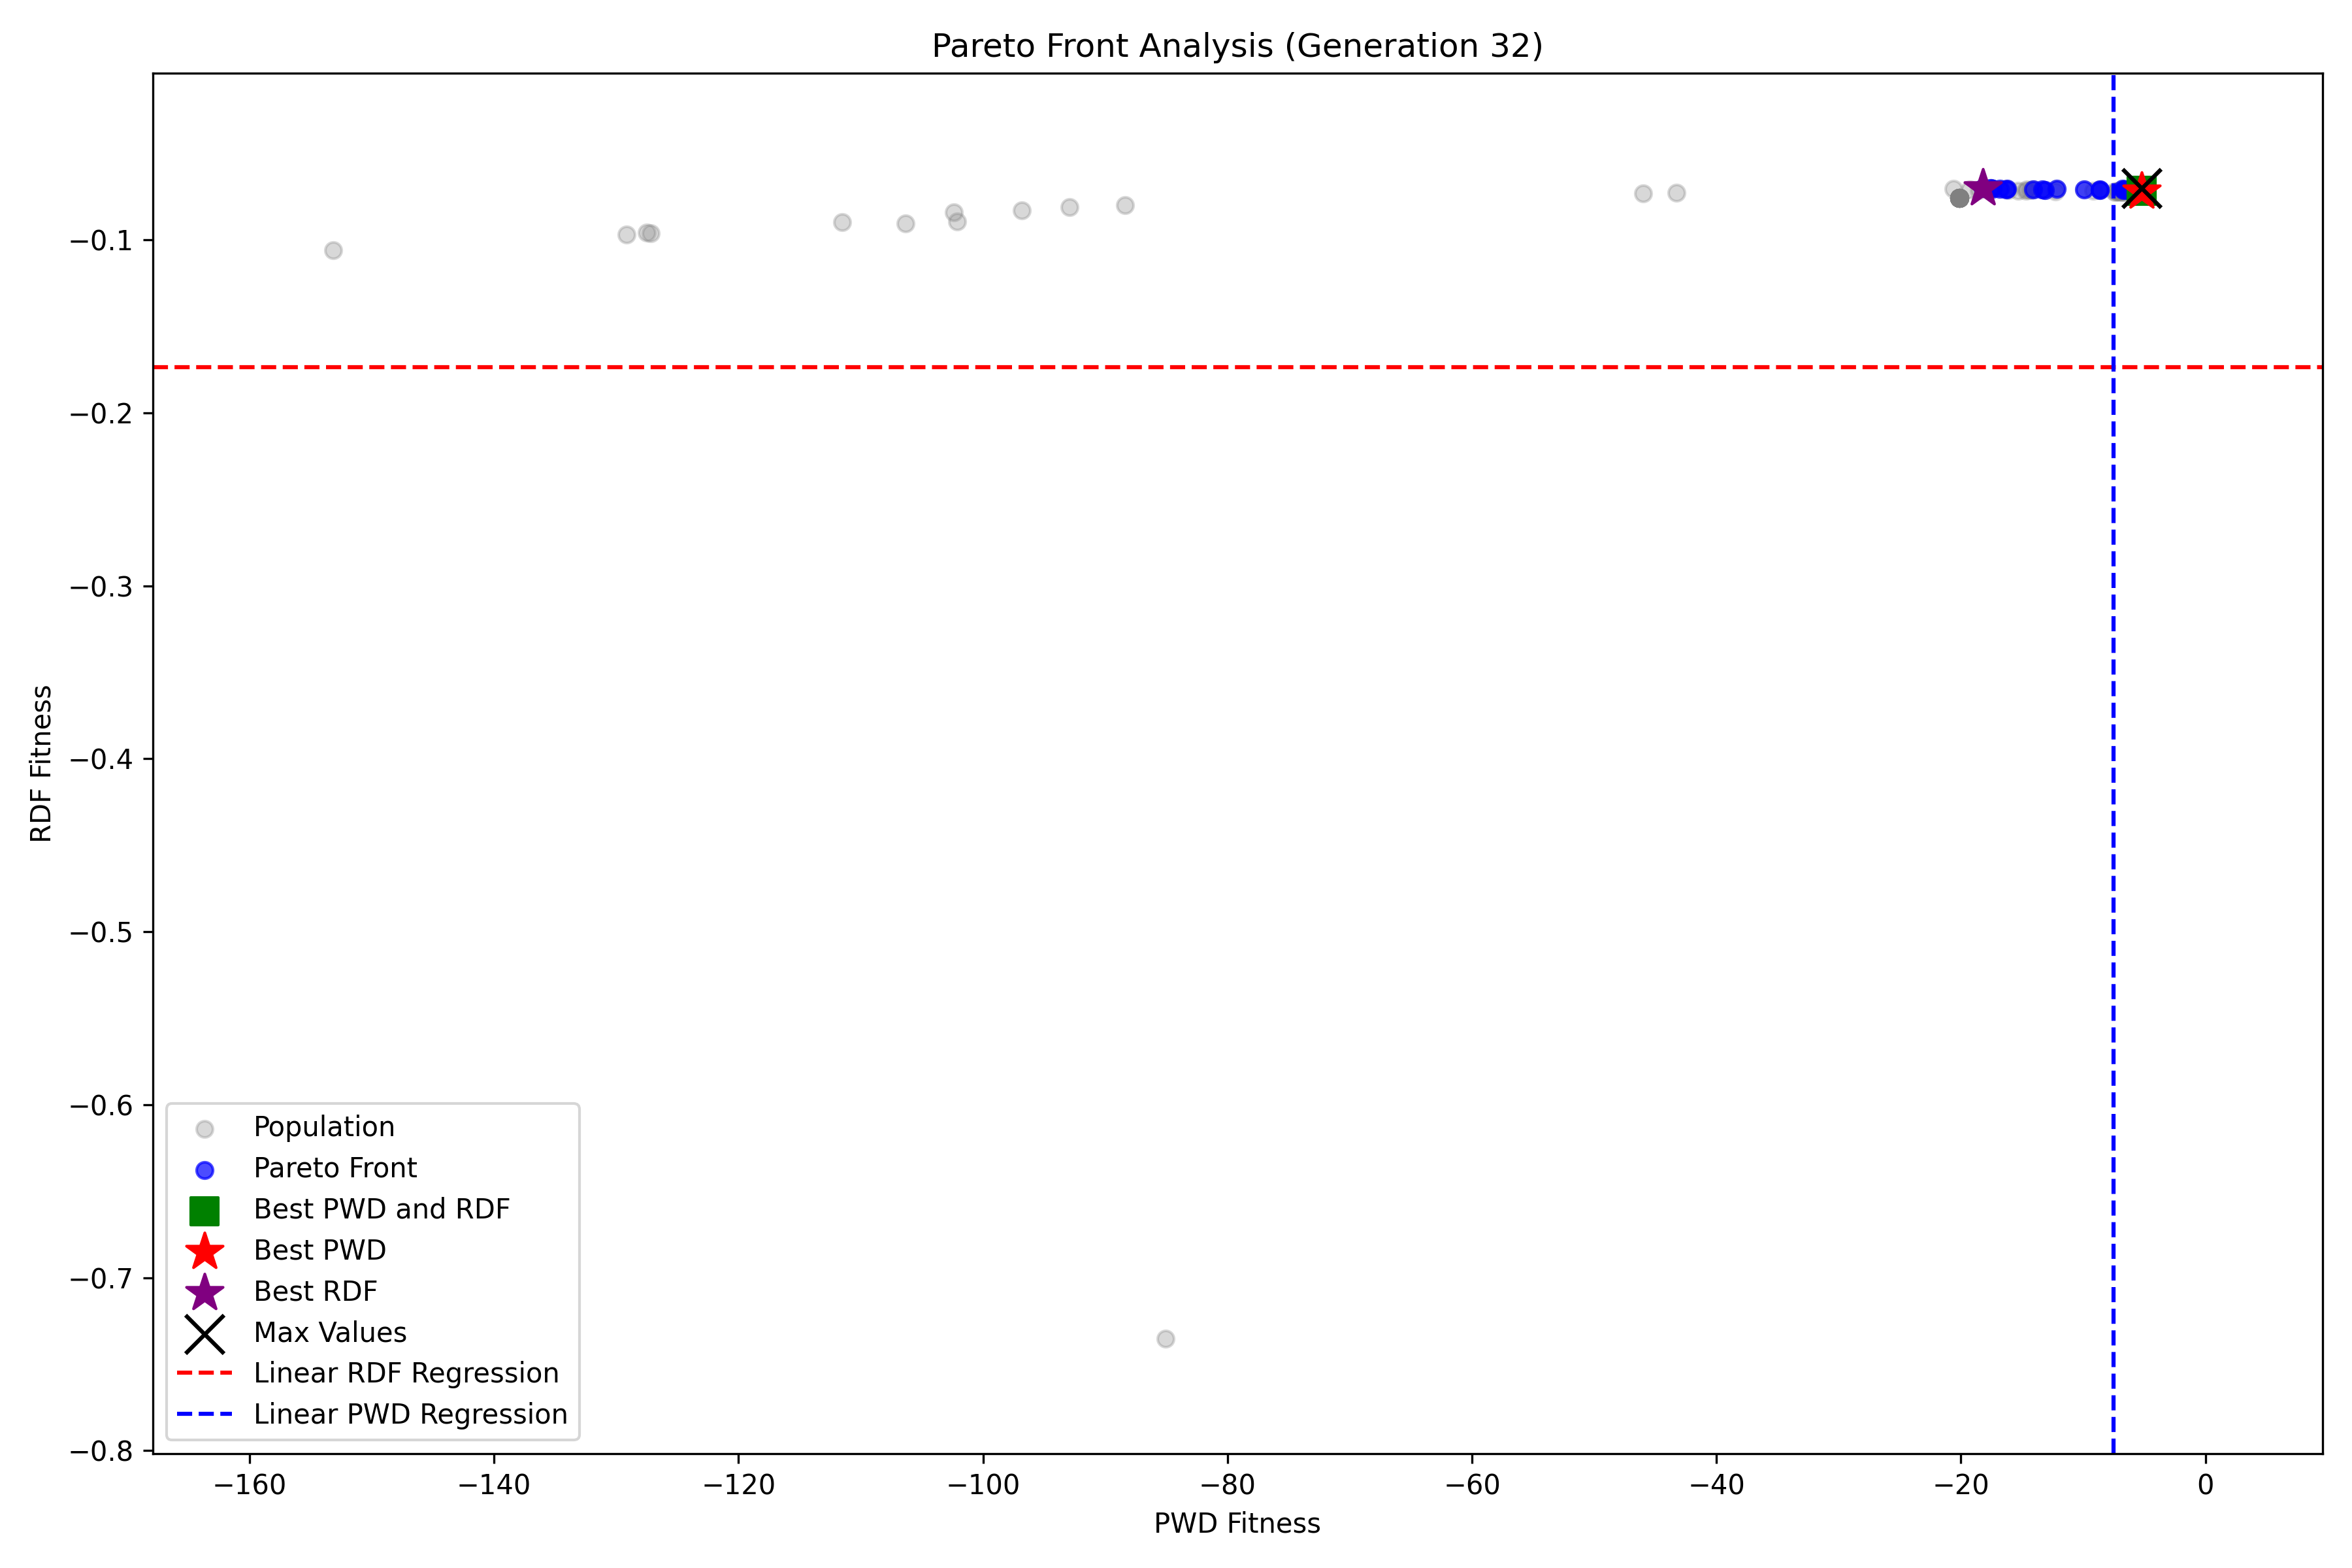 Pareto Front Analysis (Generation 32)
RDF Fitness
−0.1
−0.2
−0.3
−0.4
−0.5
−0.6
−0.7
−0.8
Population
Pareto Front
Best PWD and RDF
Best PWD
Best RDF
Max Values
Linear RDF Regression
Linear PWD Regression
−160 −140 −120 −100 −80 −60 −40 −20 0
PWD Fitness